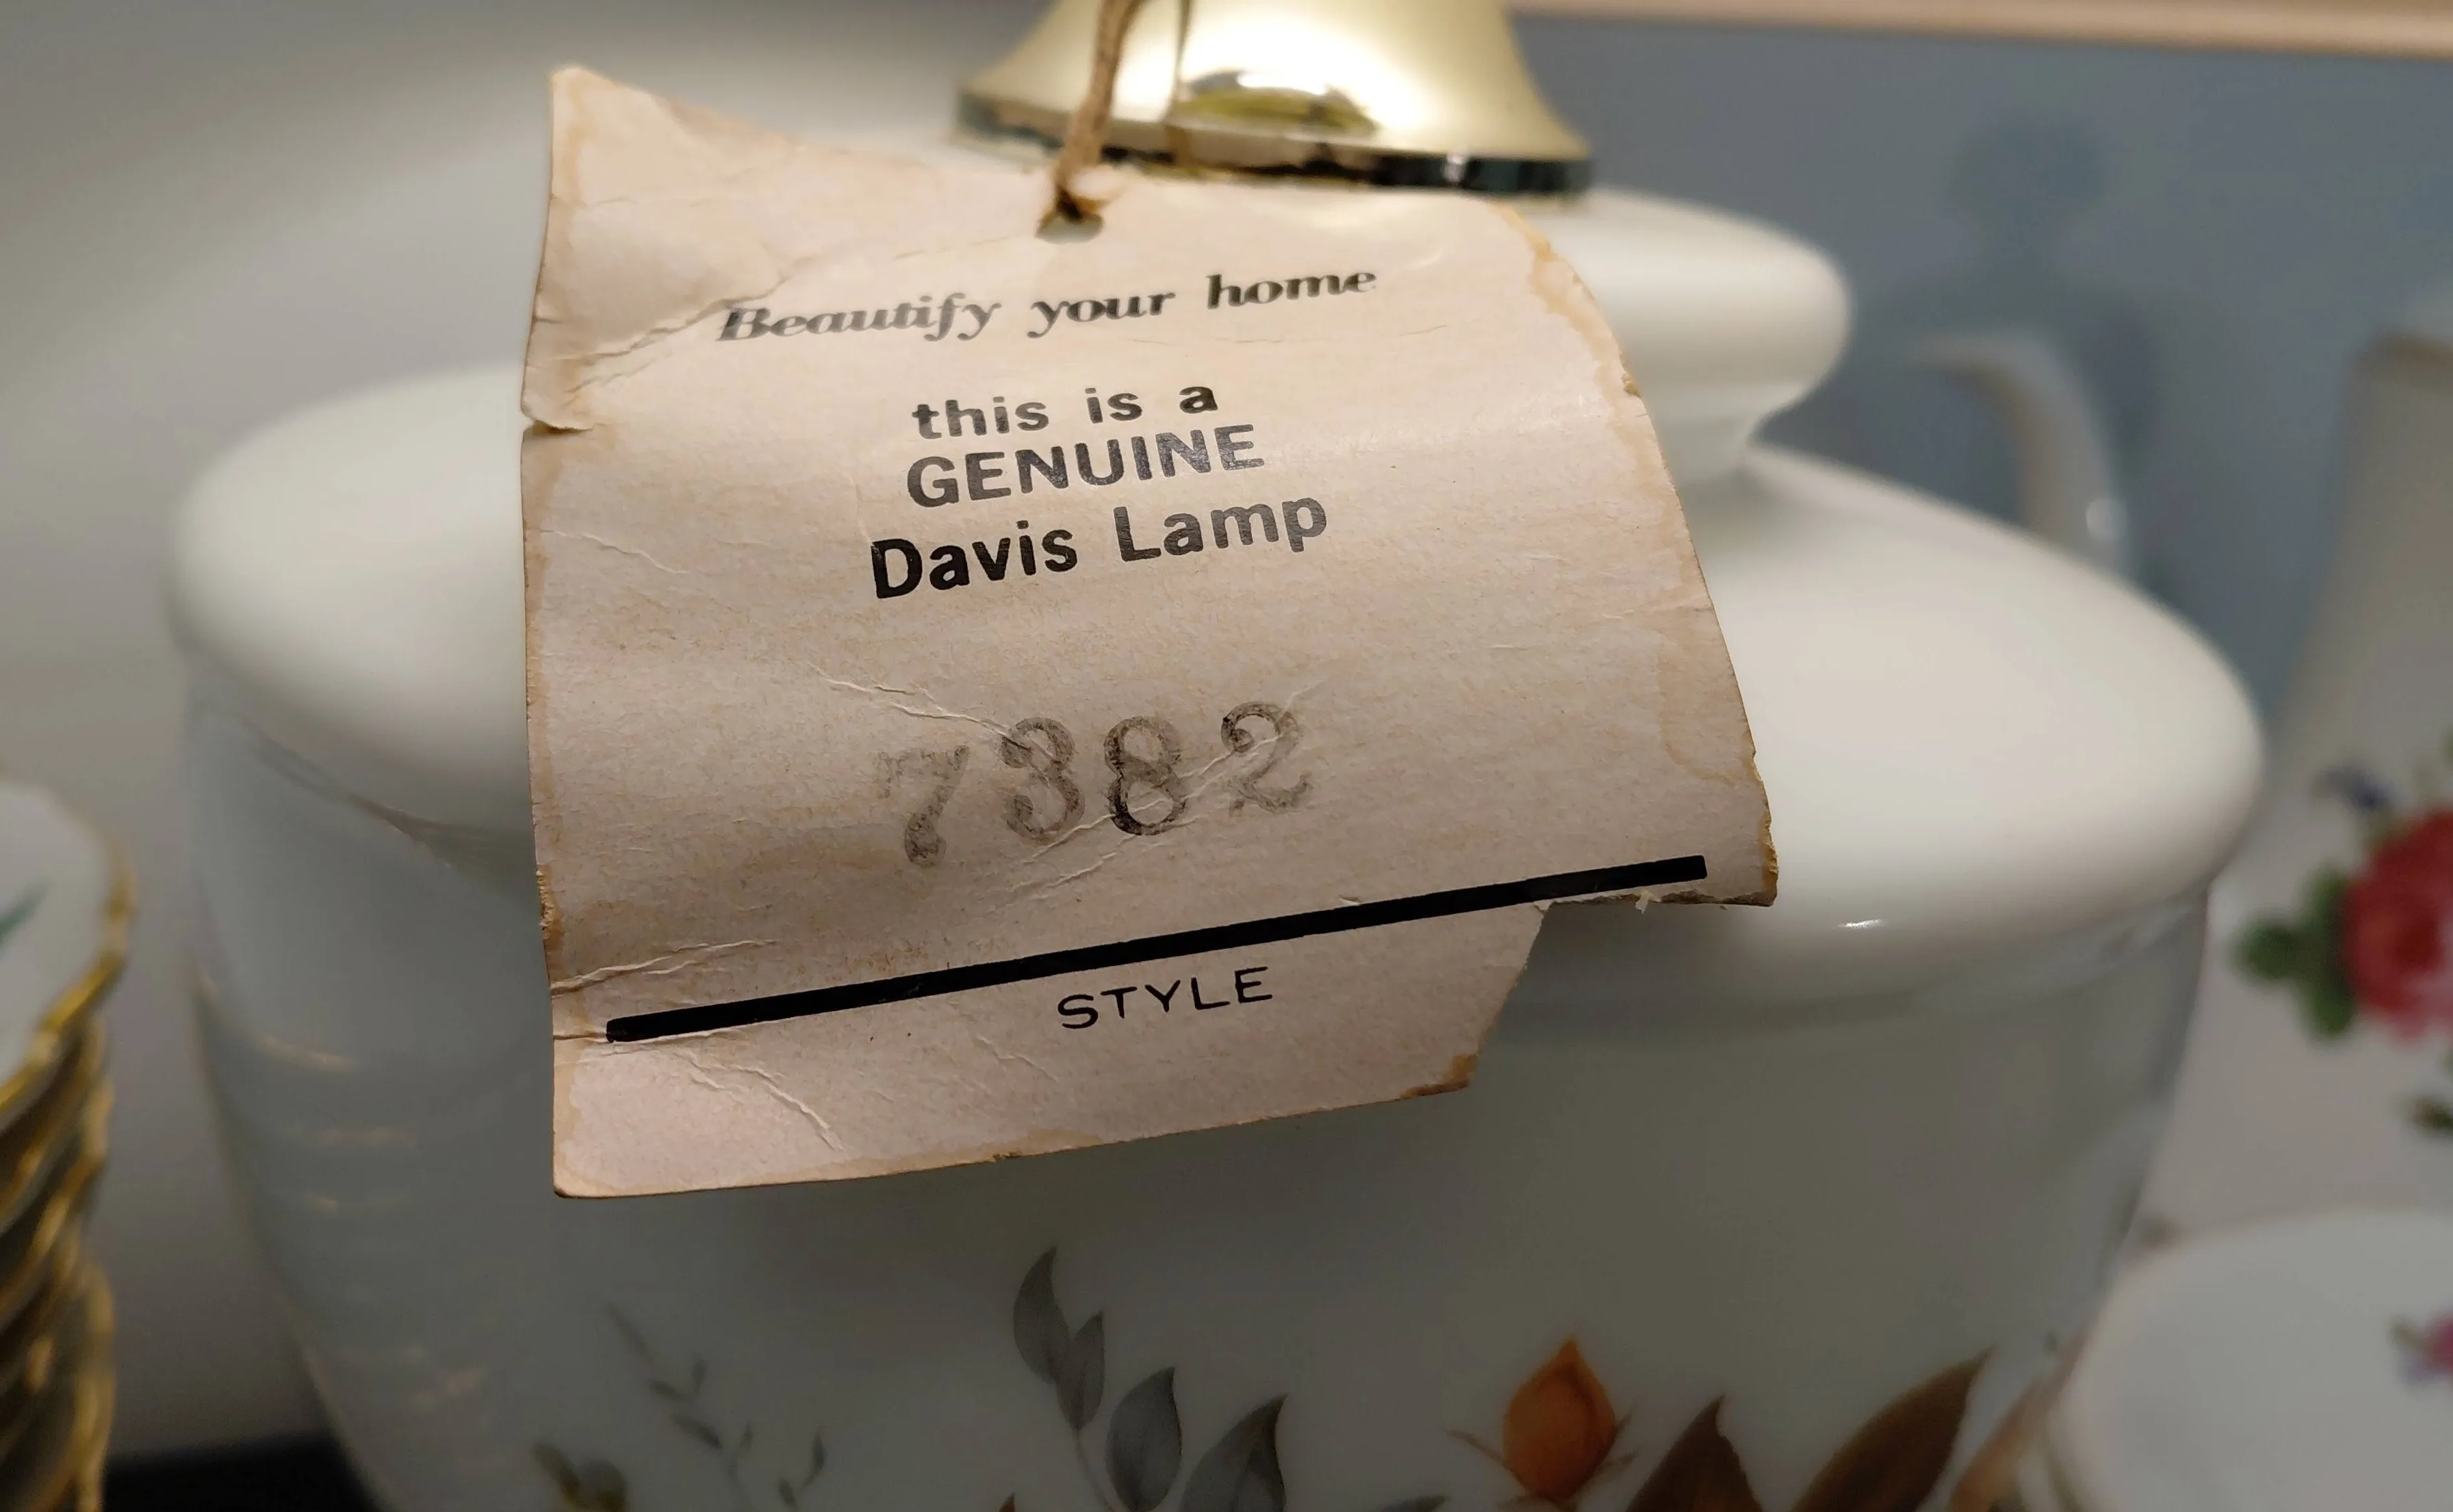 Beautify your home
this is a
GENUINE
Davis Lamp
7382
STYLE